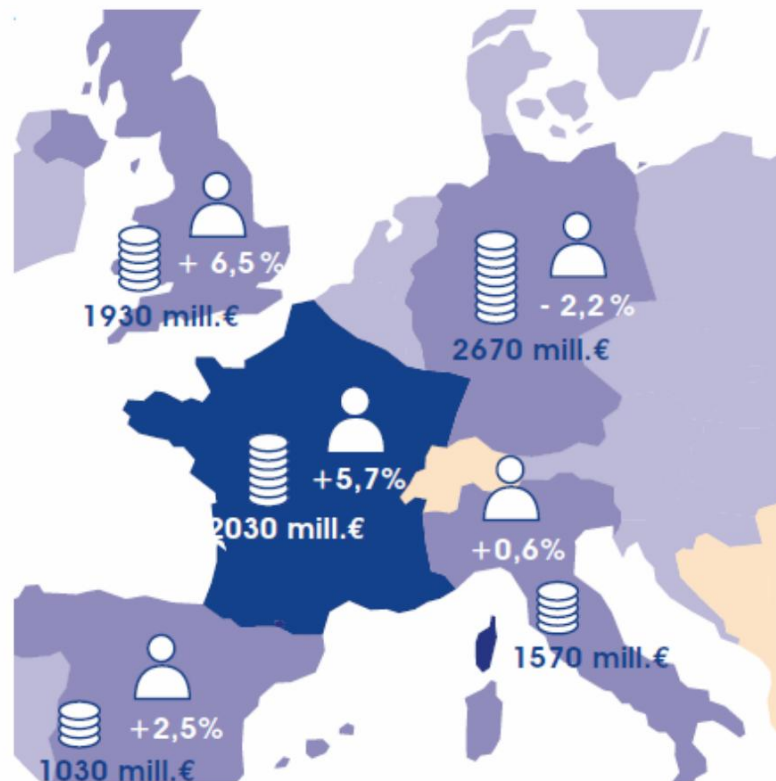 + 6,5%
1930 mill.€
- 2,2%
2670 mill.€
+5,7%
2030 mill.€
+0,6%
1570 mill.€
+2,5%
1030 mill.€